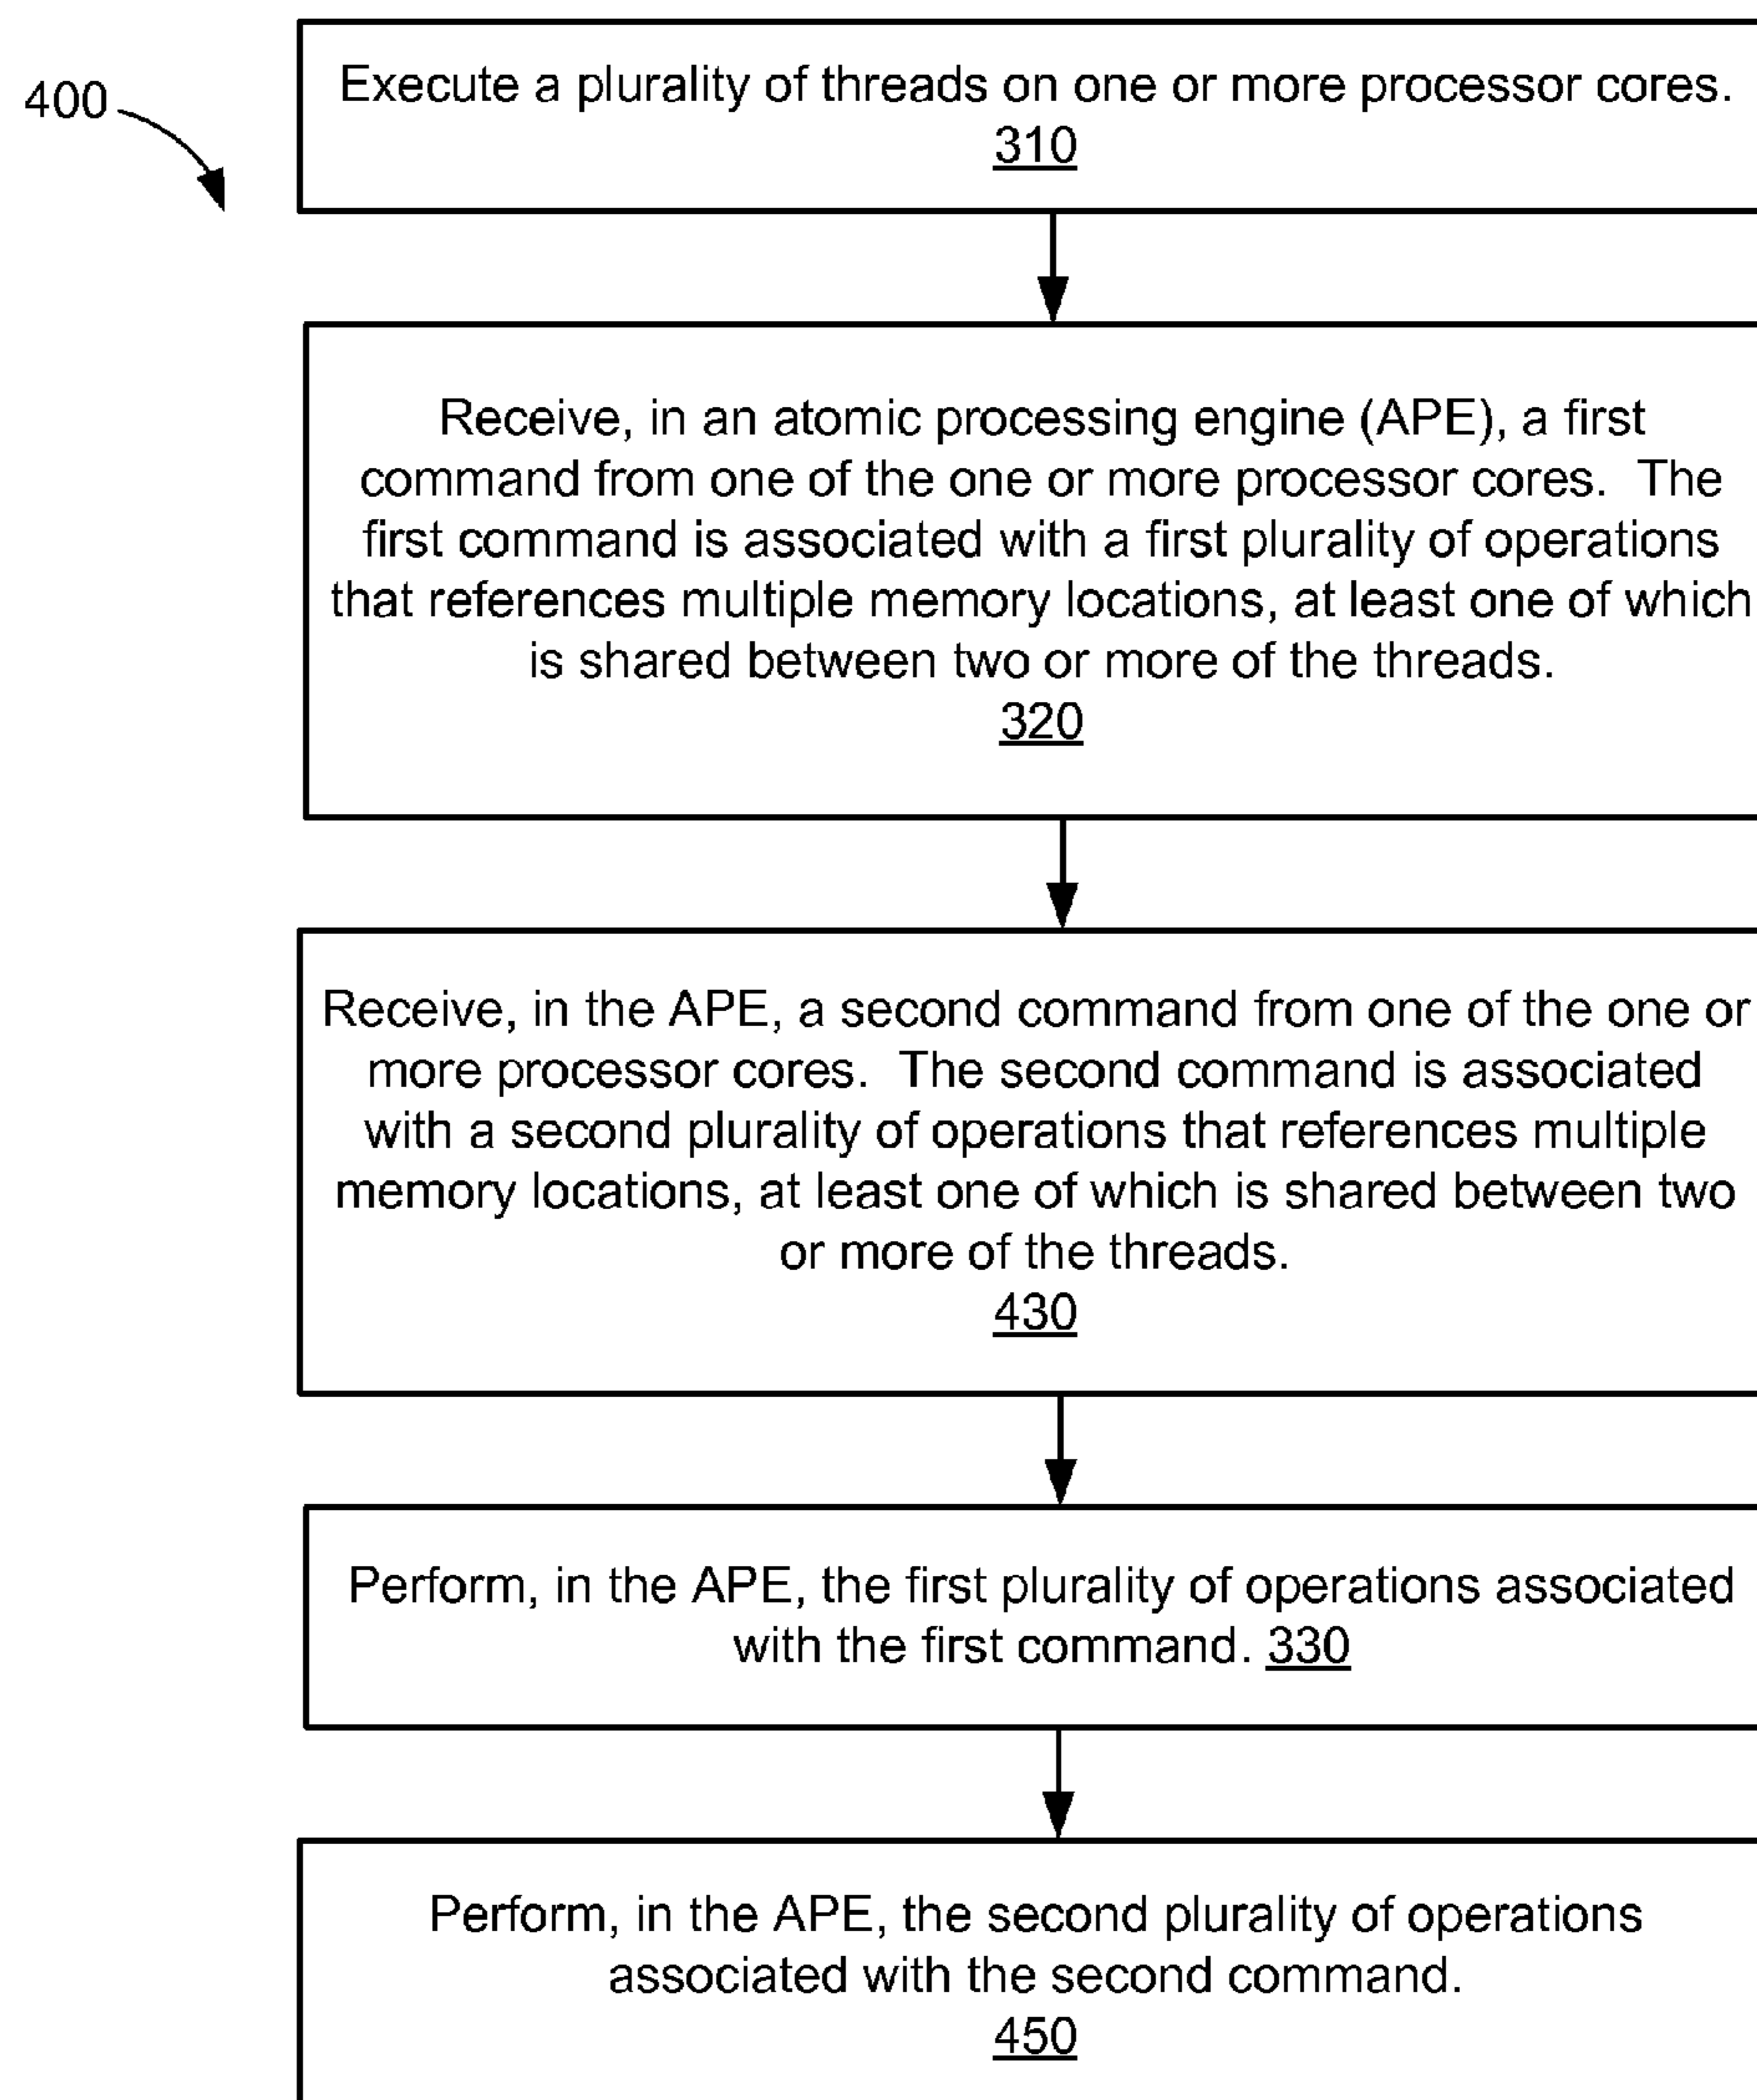 400
Execute a plurality of threads on one or more processor cores.
310
Receive, in an atomic processing engine (APE), a first
command from one of the one or more processor cores. The
first command is associated with a first plurality of operations
that references multiple memory locations, at least one of which
is shared between two or more of the threads.
320
Receive, in the APE, a second command from one of the one or
more processor cores. The second command is associated
with a second plurality of operations that references multiple
memory locations, at least one of which is shared between two
or more of the threads.
430
Perform, in the APE, the first plurality of operations associated
with the first command. 330
Perform, in the APE, the second plurality of operations
associated with the second command.
450